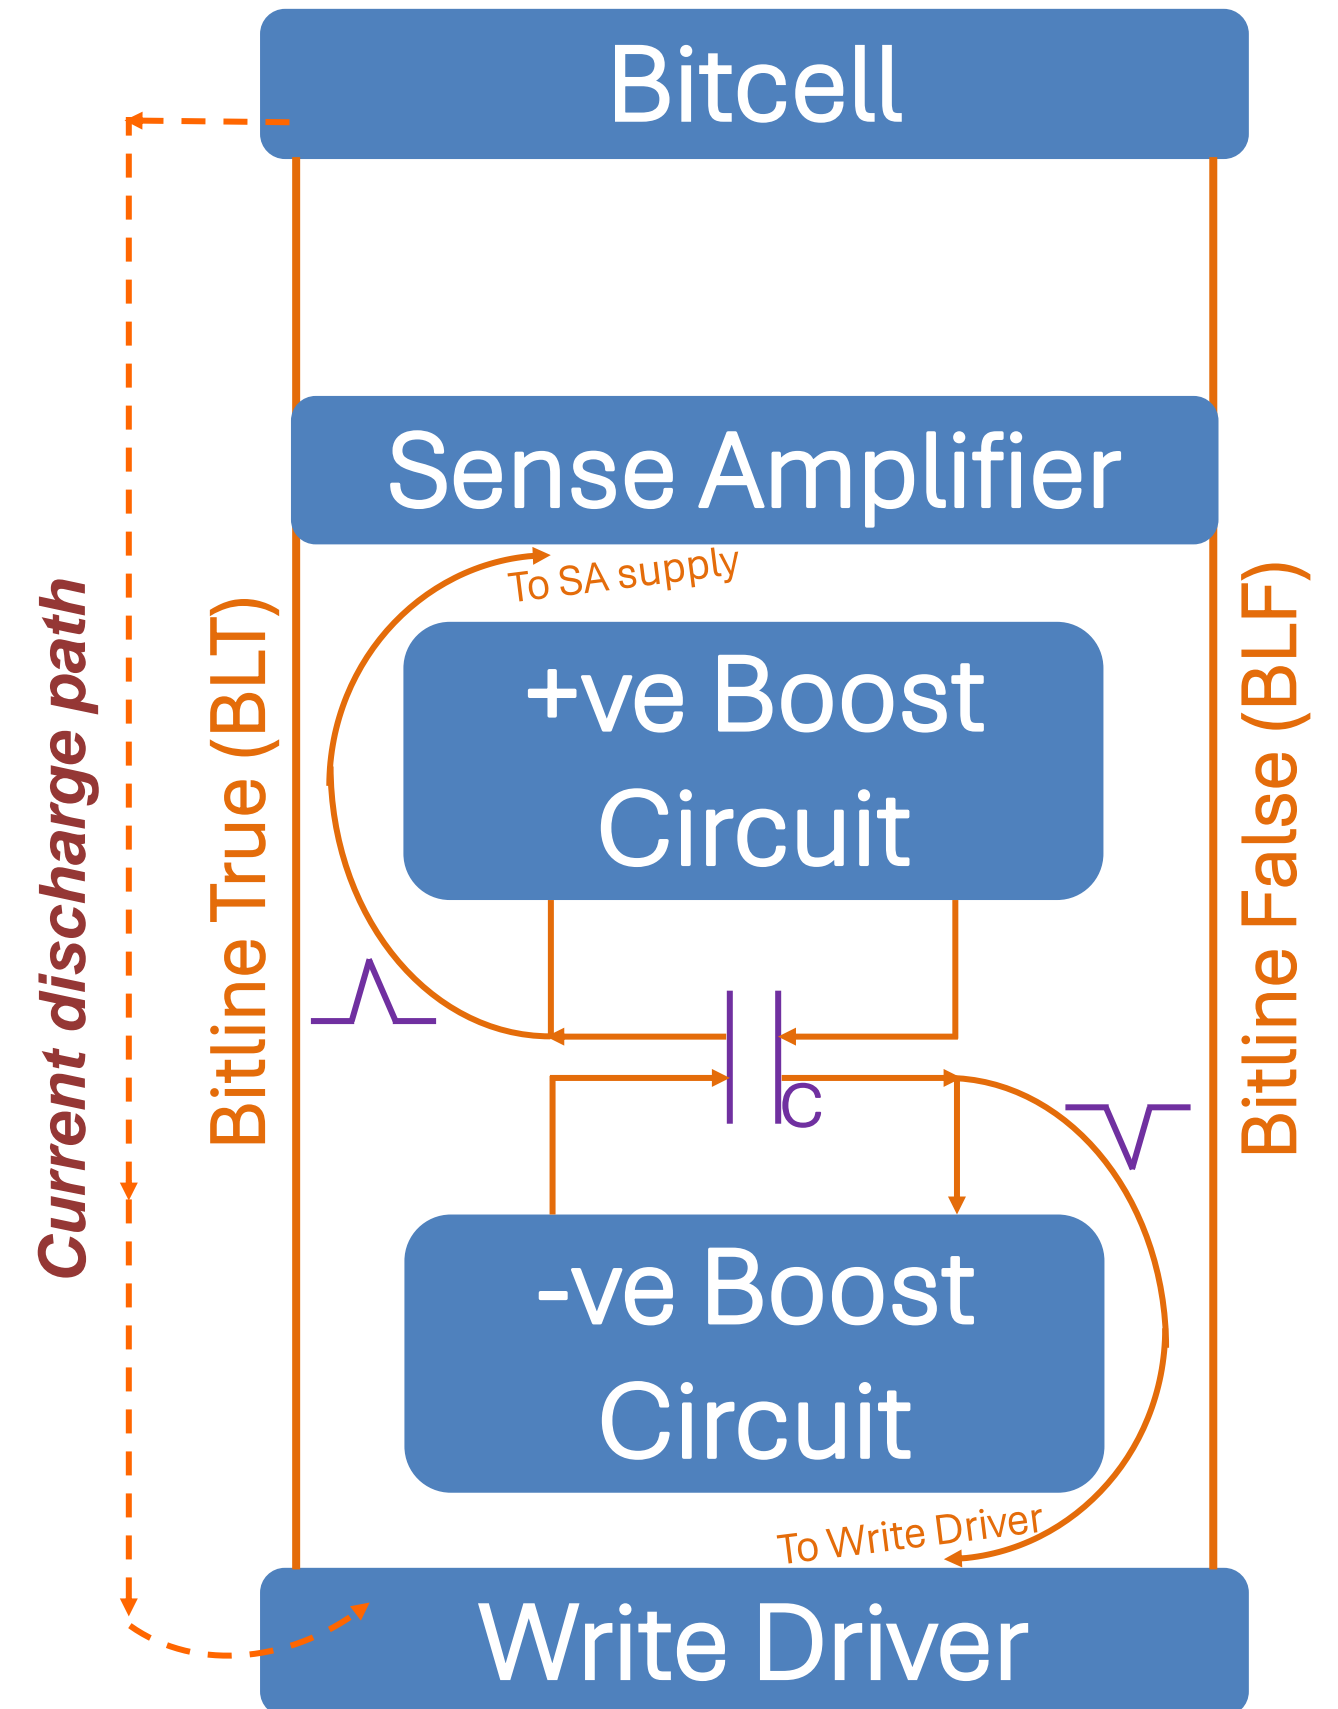 Bitcell
Sense Amplifier
To SA supply
+ve Boost
Circuit
Current discharge path
Bitline True (BLT)
Bitline False (BLF)
C
-ve Boost
Circuit
To Write Driver
Write Driver